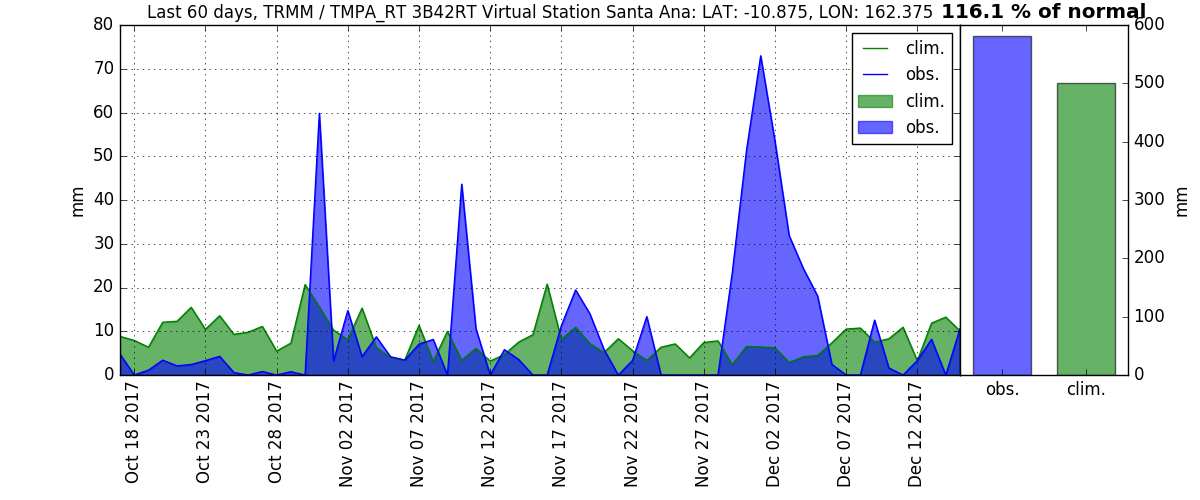 Last 60 days, TRMM / TMPA_RT 3B42RT Virtual Station Santa Ana: LAT: -10.875, LON: 162.375 116.1 % of normal
80
70
60
50
40
30
20
10
0
mm
clim.
obs.
clim.
obs.
Oct 18 2017
Oct 23 2017
Oct 28 2017
Nov 02 2017
Nov 07 2017
Nov 12 2017
Nov 17 2017
Nov 22 2017
Nov 27 2017
Dec 02 2017
Dec 07 2017
Dec 12 2017
600
500
400
300
200
100
0
mm
obs.
clim.